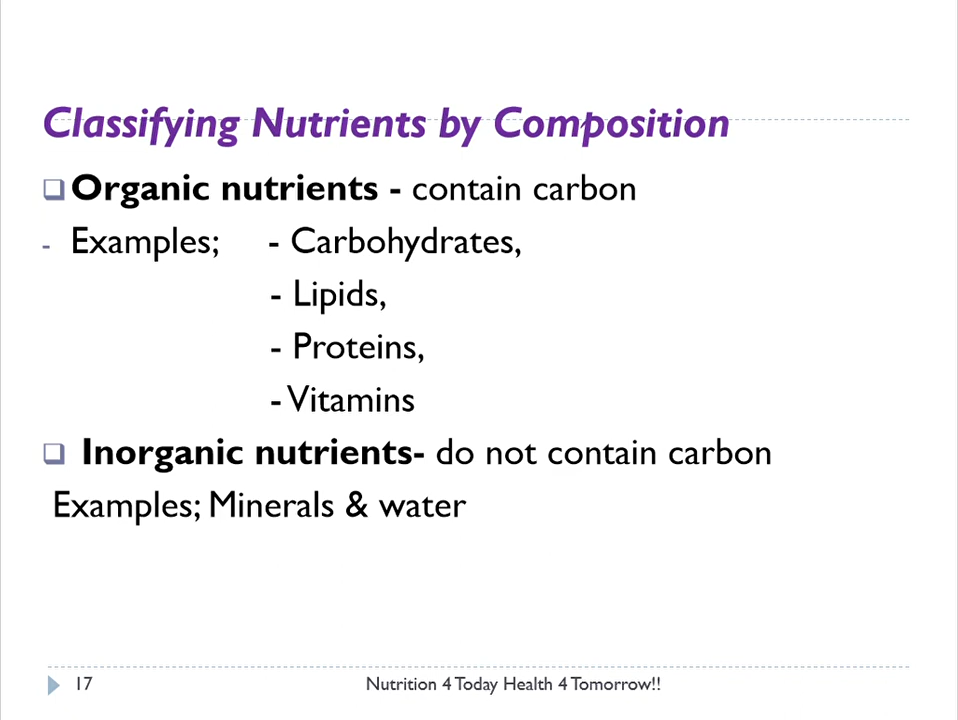 Classifying Nutrients by Composition
Organic nutrients - contain carbon
- Examples; - Carbohydrates,
- Lipids,
- Proteins,
- Vitamins
Inorganic nutrients- do not contain carbon
Examples; Minerals & water
17 Nutrition 4 Today Health 4 Tomorrow!!